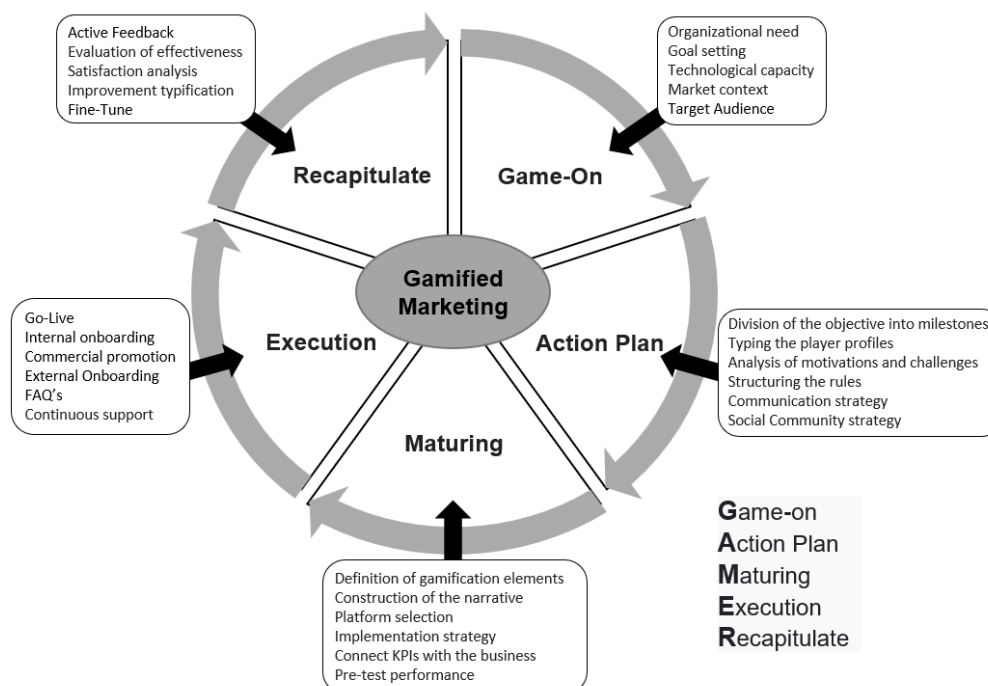 Active Feedback
Evaluation of effectiveness
Satisfaction analysis
Improvement typification
Fine-Tune
Organizational need
Goal setting
Technological capacity
Market context
Target Audience
Recapitulate
Game-On
Gamified
Marketing
Go-Live
Internal onboarding
Commercial promotion
External Onboarding
FAQ's
Continuous support
Execution
Action Plan
Division of the objective into milestones
Typing the player profiles
Analysis of motivations and challenges
Structuring the rules
Communication strategy
Social Community strategy
Maturing
Definition of gamification elements
Construction of the narrative
Platform selection
Implementation strategy
Connect KPIs with the business
Pre-test performance
Game-on
Action Plan
Maturing
Execution
Recapitulate